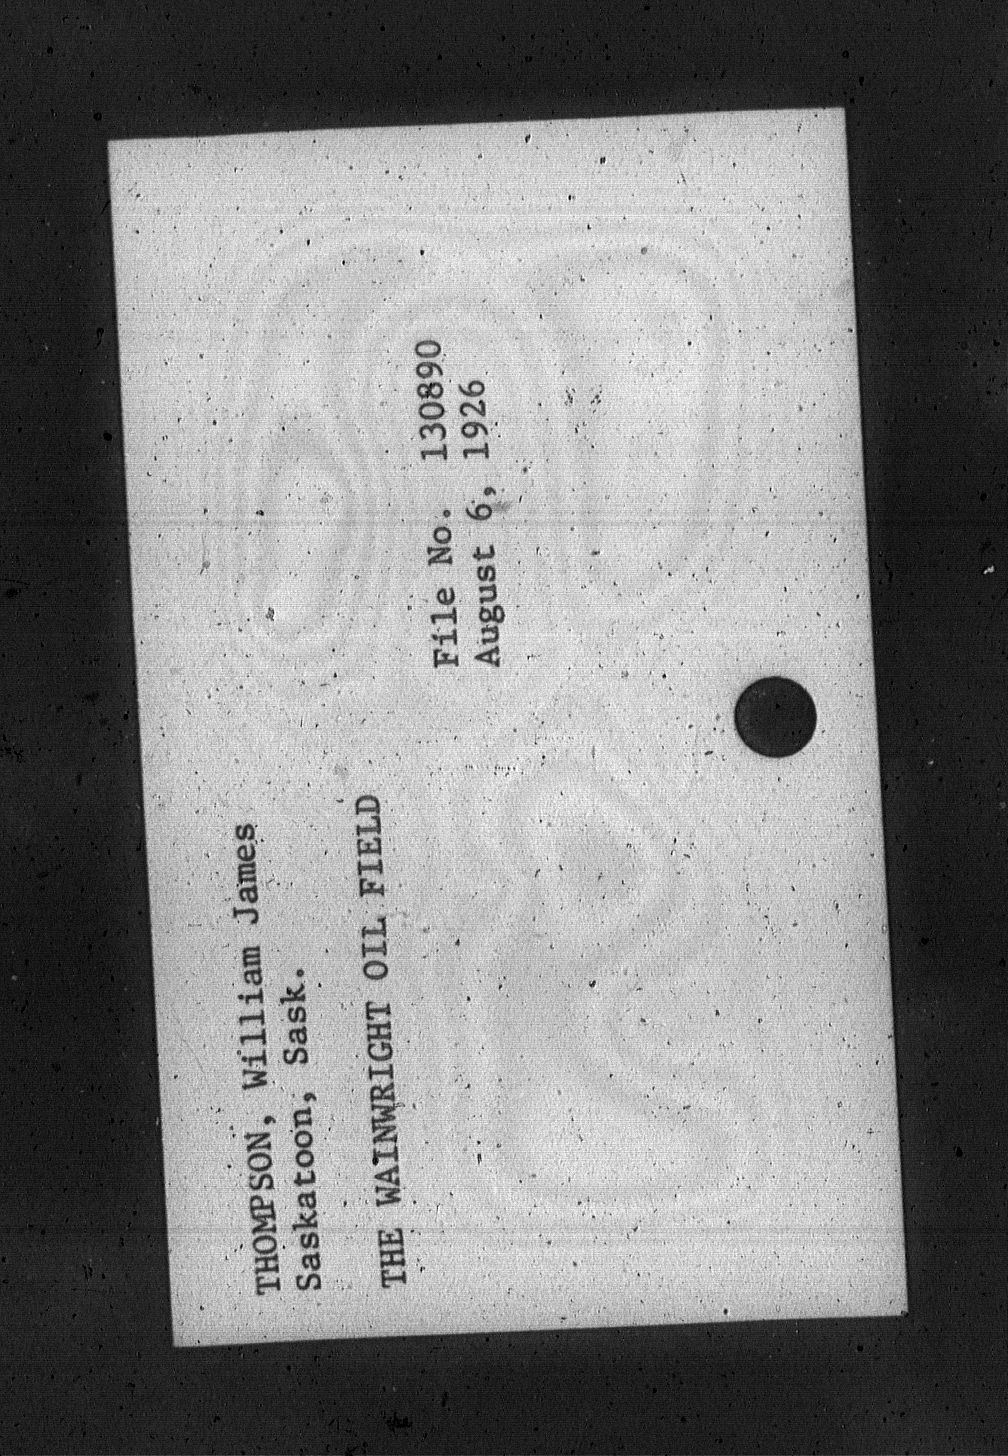 THOMPSON, William James
Saskatoon, Sask.
THE WAINWRIGHT OIL FIELD
File No. 130890
August 6, 1926